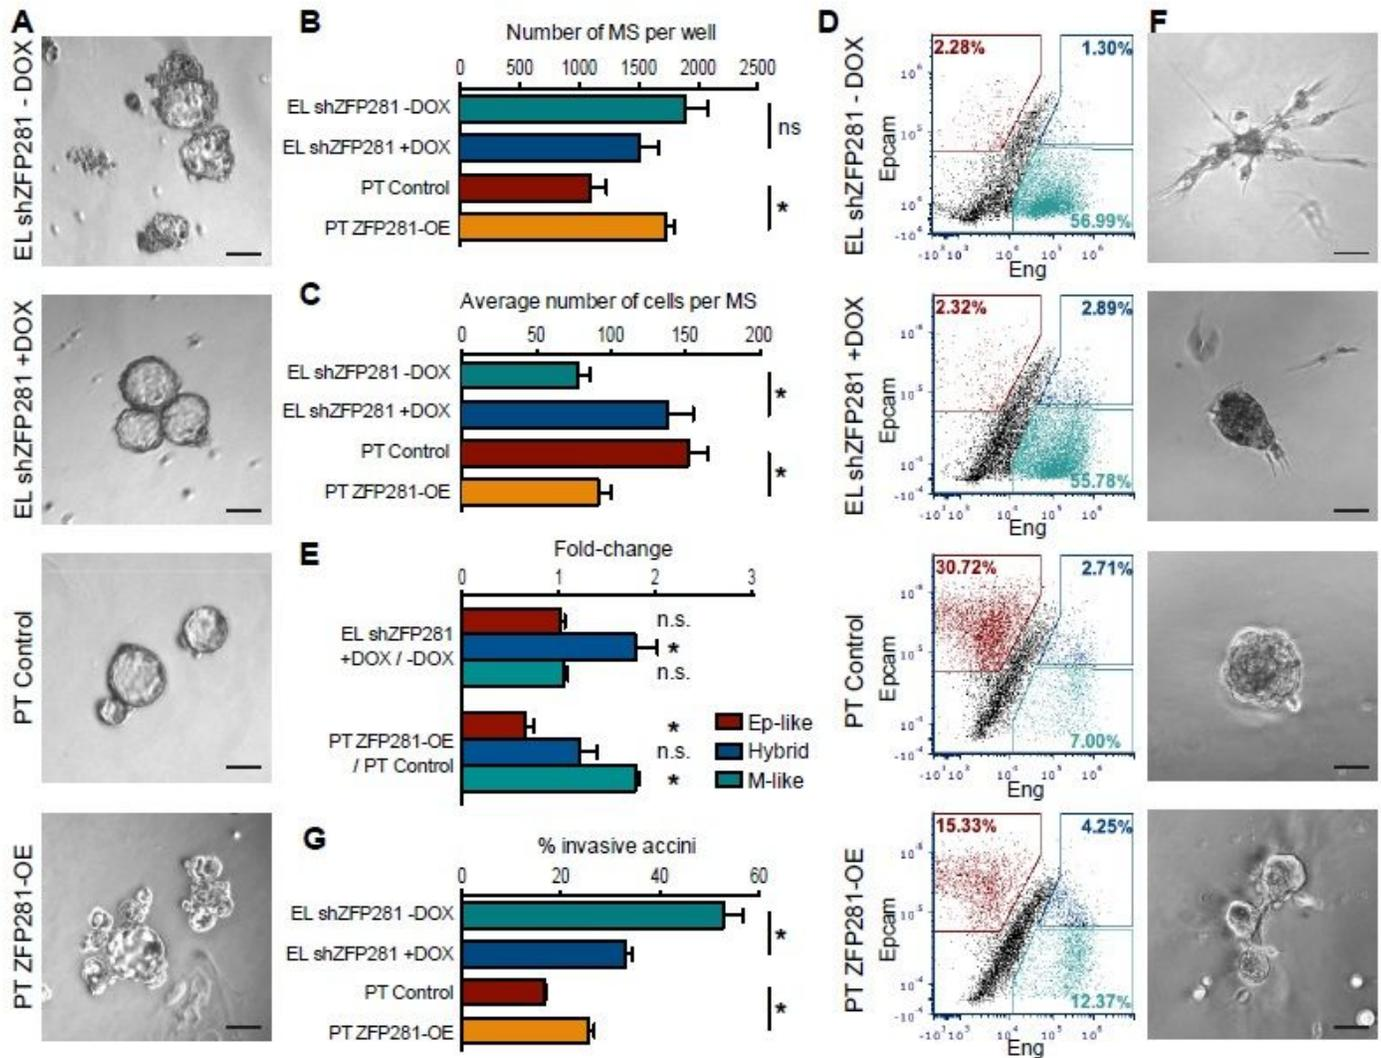 A
EL shZFP281 - DOX
EL shZFP281 +DOX
PT Control
PT ZFP281-OE
B
Number of MS per well
0 500 1000 1500 2000 2500
EL shZFP281 -DOX
EL shZFP281 +DOX
PT Control
PT ZFP281-OE
ns
*
C
Average number of cells per MS
0 50 100 150 200
EL shZFP281 -DOX
EL shZFP281 +DOX
PT Control
PT ZFP281-OE
*
*
E
Fold-change
0 1 2 3
EL shZFP281
+DOX / -DOX
n.s.
*
n.s.
PT ZFP281-OE
/ PT Control
*
n.s.
*
Ep-like
Hybrid
M-like
G
% invasive accini
0 20 40 60
EL shZFP281 -DOX
EL shZFP281 +DOX
PT Control
PT ZFP281-OE
*
*
D
EL shZFP281 - DOX
Epcam
2.28%
1.30%
56.99%
Eng
EL shZFP281 +DOX
Epcam
2.32%
2.89%
55.78%
Eng
PT Control
Epcam
30.72%
2.71%
7.00%
Eng
PT ZFP281-OE
Epcam
15.33%
4.25%
12.37%
Eng
F